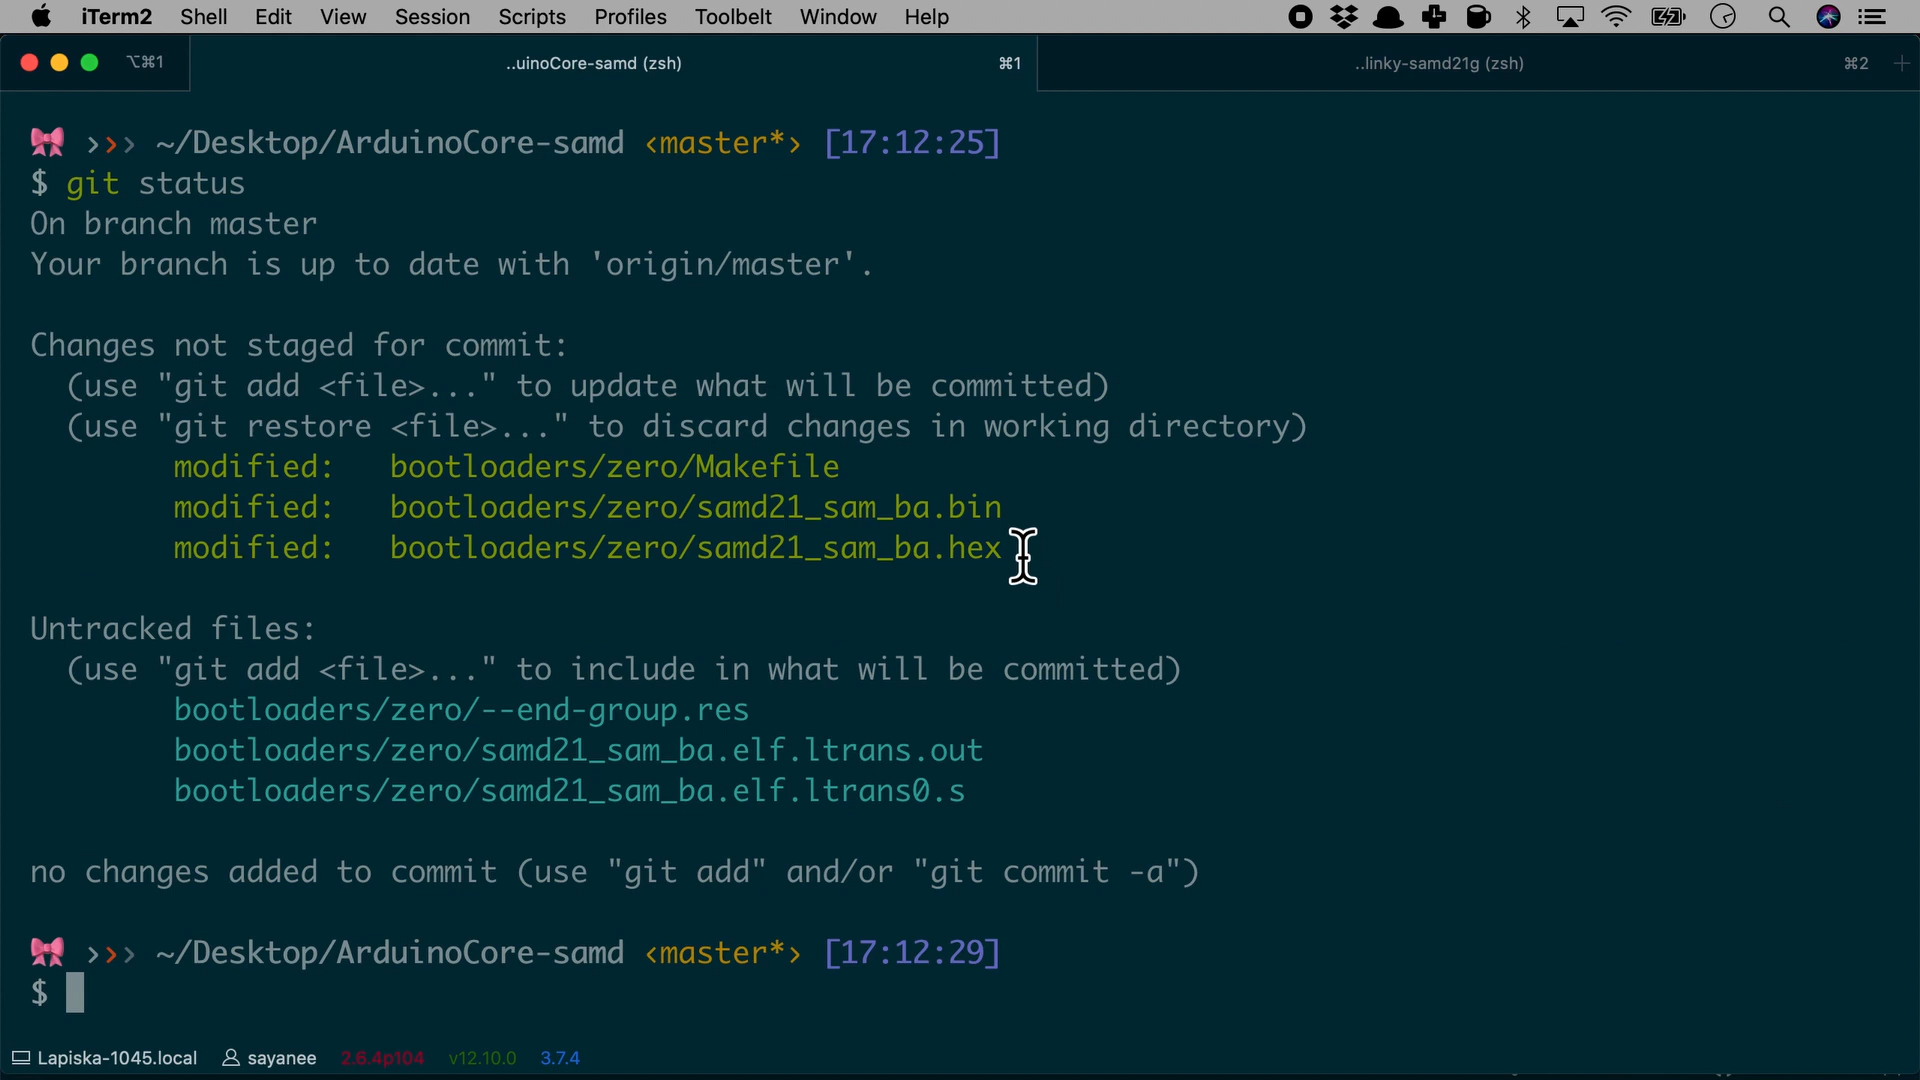 iTerm2 Shell Edit View Session Scripts Profiles Toolbelt Window Help
⌥⌘1 ..uinoCore-samd (zsh) ⌘1 ..linky-samd21g (zsh) ⌘2 +
››› ~/Desktop/ArduinoCore-samd ‹master*› [17:12:25]
$ git status
On branch master
Your branch is up to date with 'origin/master'.
Changes not staged for commit:
(use "git add <file>..." to update what will be committed)
(use "git restore <file>..." to discard changes in working directory)
modified: bootloaders/zero/Makefile
modified: bootloaders/zero/samd21_sam_ba.bin
modified: bootloaders/zero/samd21_sam_ba.hex
Untracked files:
(use "git add <file>..." to include in what will be committed)
bootloaders/zero/--end-group.res
bootloaders/zero/samd21_sam_ba.elf.ltrans.out
bootloaders/zero/samd21_sam_ba.elf.ltrans0.s
no changes added to commit (use "git add" and/or "git commit -a")
››› ~/Desktop/ArduinoCore-samd ‹master*› [17:12:29]
$
Lapiska-1045.local sayanee 2.6.4p104 v12.10.0 3.7.4